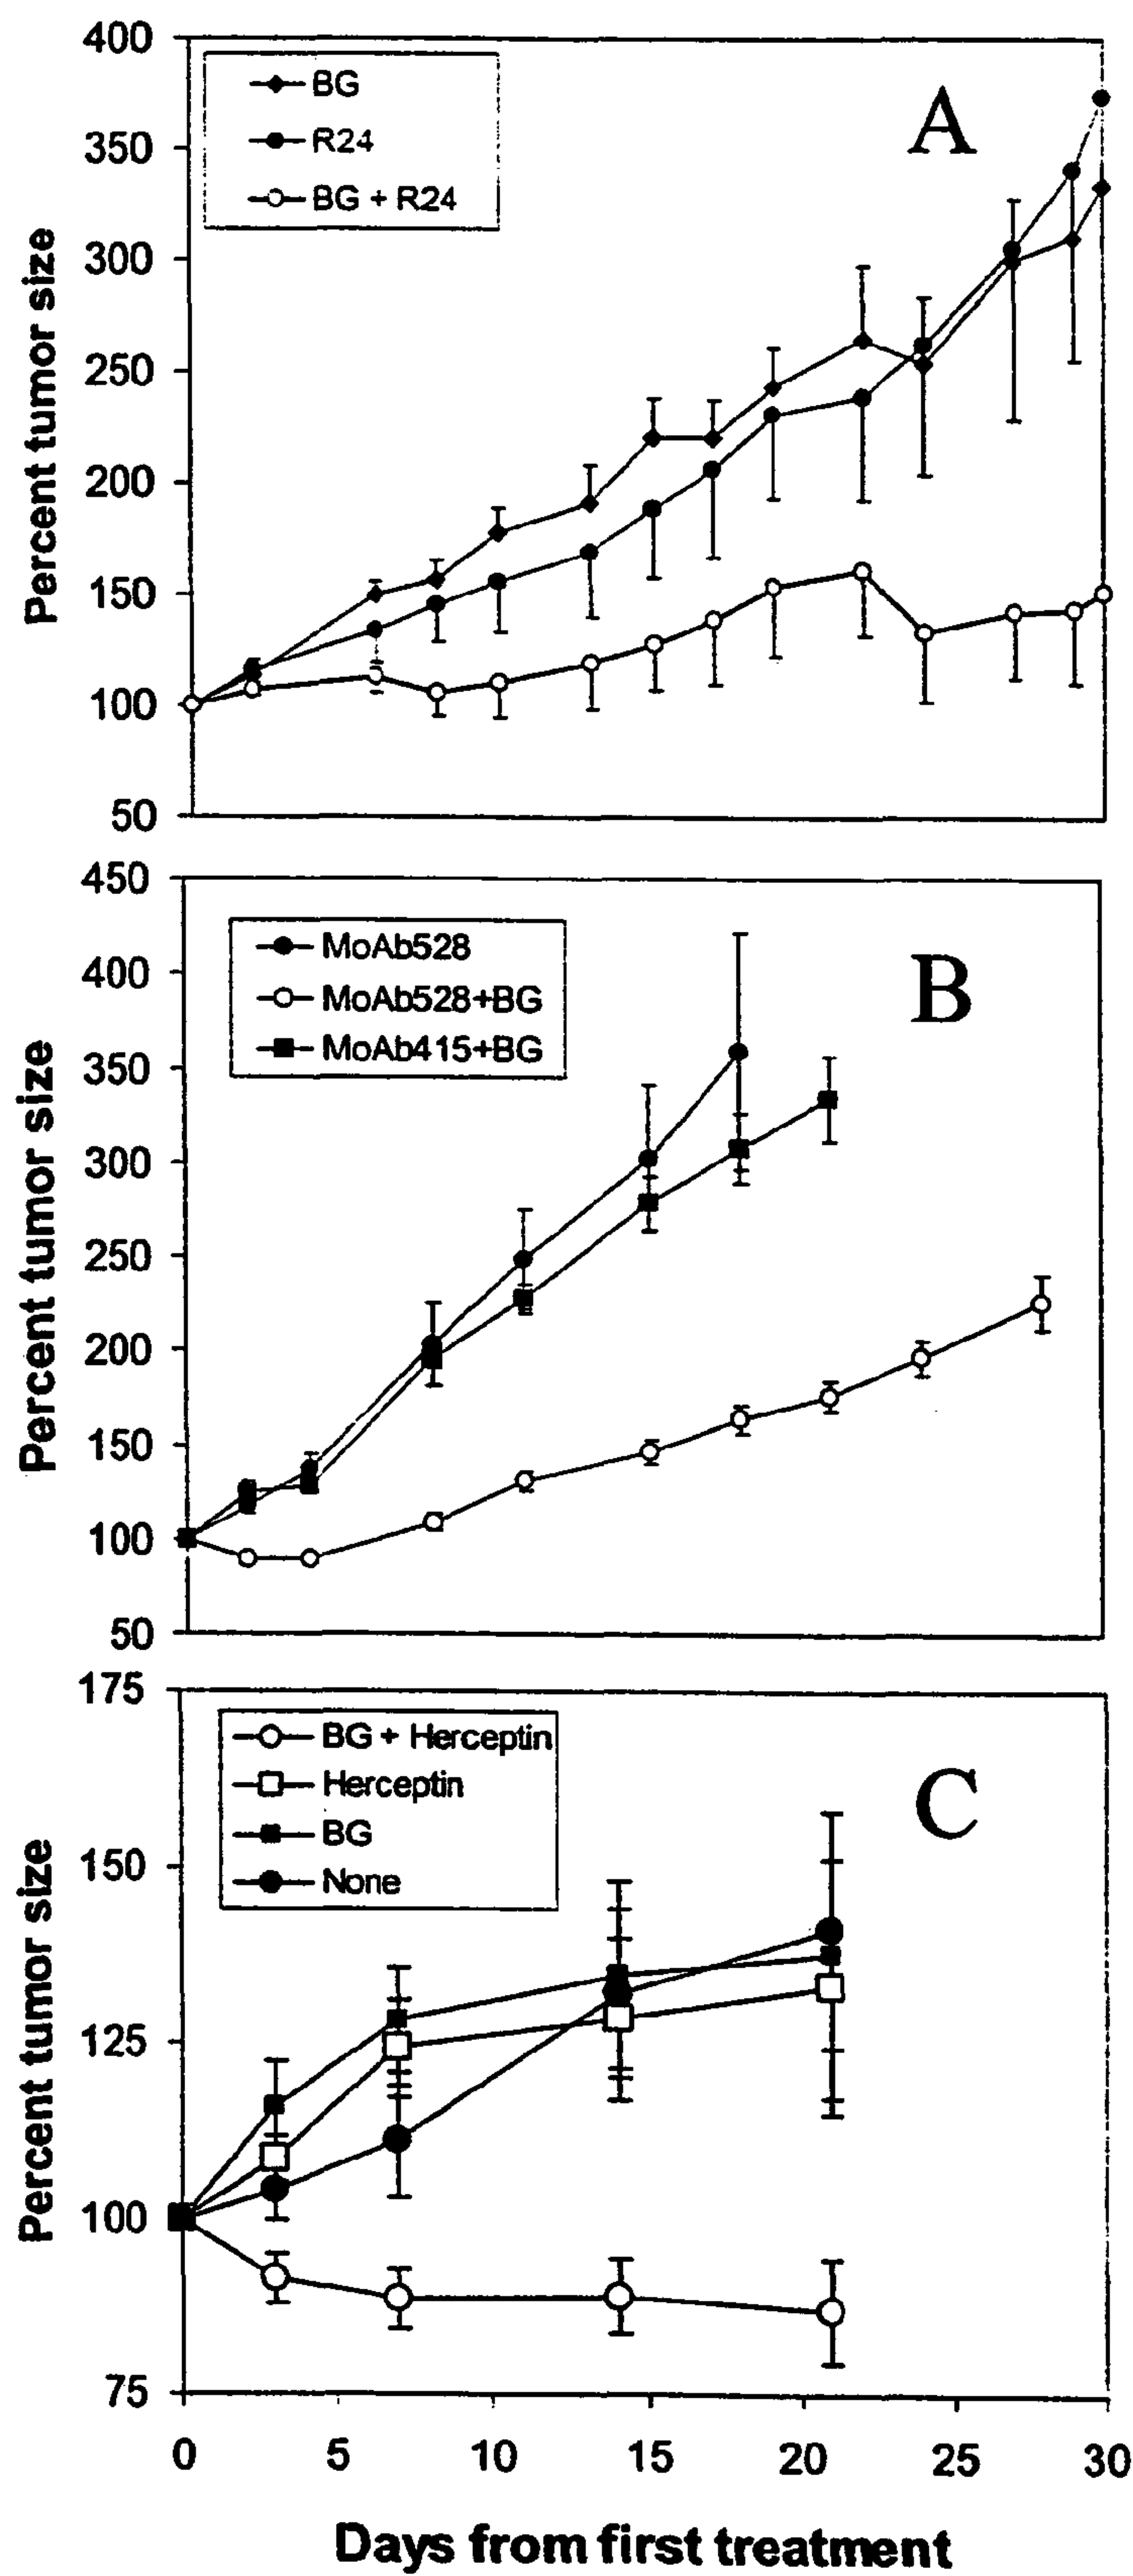 400
350
300
250
200
150
100
50
Percent tumor size
BG
R24
BG + R24
A
450
400
350
300
250
200
150
100
50
Percent tumor size
MoAb528
MoAb528+BG
MoAb415+BG
B
175
150
125
100
75
Percent tumor size
BG + Herceptin
Herceptin
BG
None
C
0 5 10 15 20 25 30
Days from first treatment